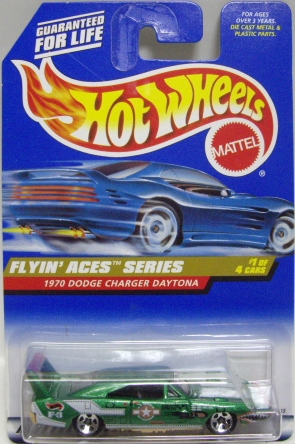 GUARANTEED
FOR LIFE
FOR AGES
OVER 3 YEARS.
DIE CAST METAL &
PLASTIC PARTS.
HOT WHEELS
MATTEL
®
FLYIN' ACES™ SERIES
#1 OF
4 CARS
1970 DODGE CHARGER DAYTONA